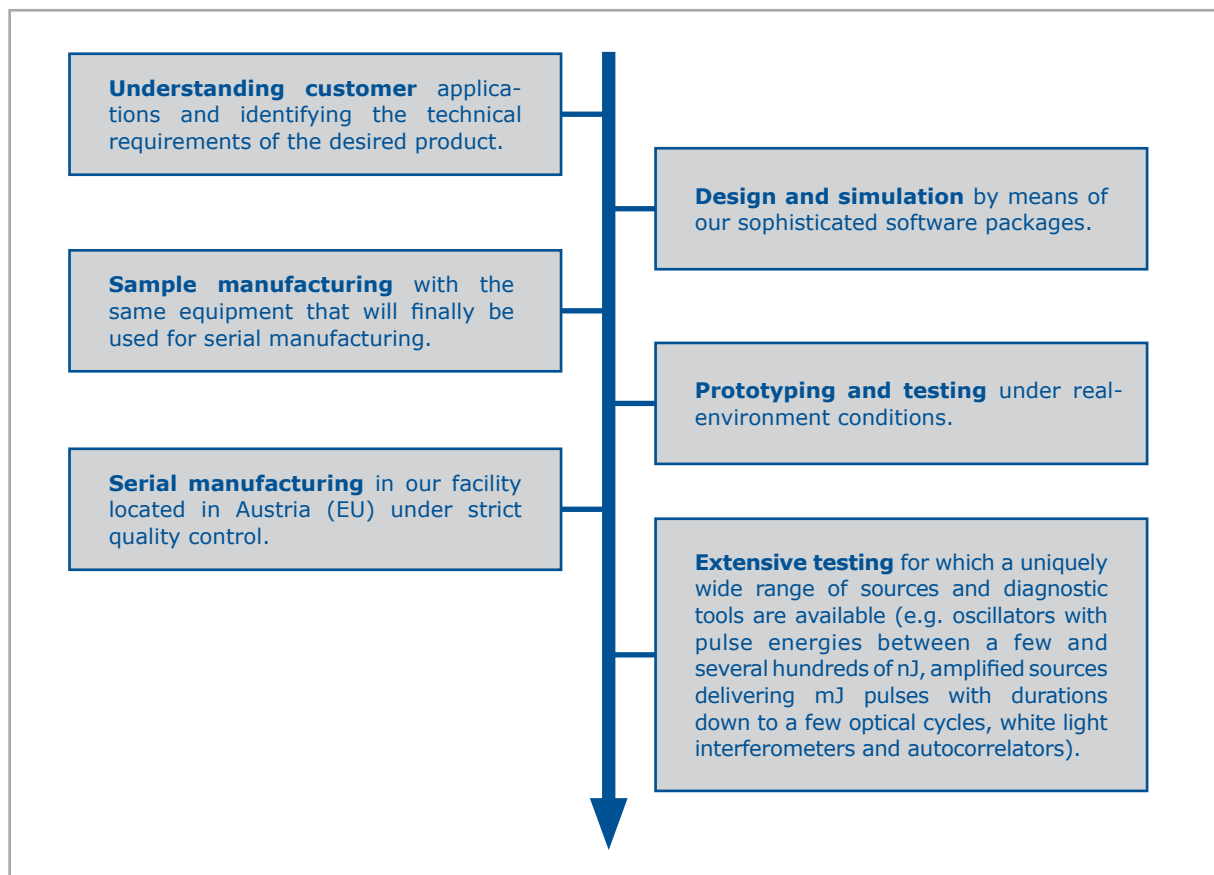 Understanding customer applica-
tions and identifying the technical
requirements of the desired product.
Design and simulation by means of
our sophisticated software packages.
Sample manufacturing with the
same equipment that will finally be
used for serial manufacturing.
Prototyping and testing under real-
environment conditions.
Serial manufacturing in our facility
located in Austria (EU) under strict
quality control.
Extensive testing for which a uniquely
wide range of sources and diagnostic
tools are available (e.g. oscillators with
pulse energies between a few and
several hundreds of nJ, amplified sources
delivering mJ pulses with durations
down to a few optical cycles, white light
interferometers and autocorrelators).